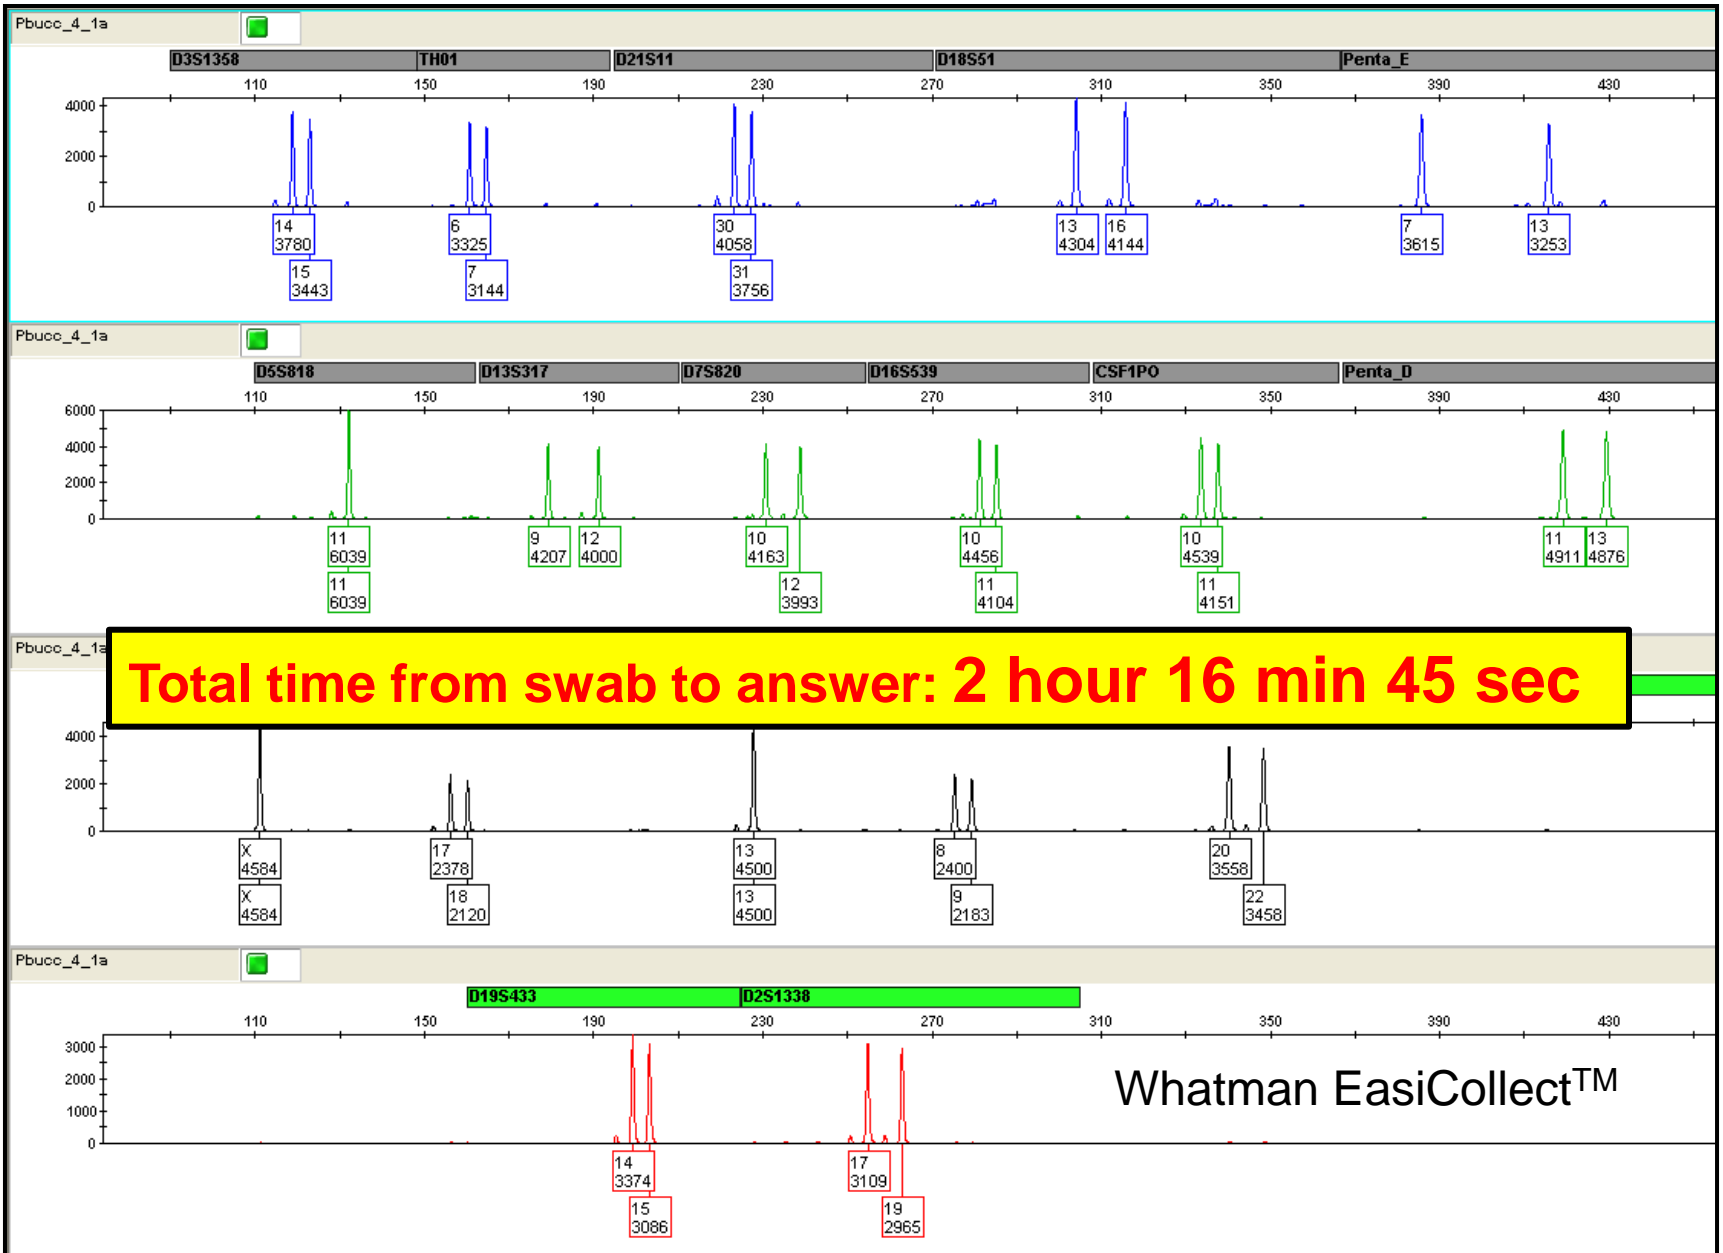 Pbucc_4_1a
D3S1358 TH01 D21S11 D18S51 Penta_E
110 150 190 230 270 310 350 390 430
4000
2000
0
14 6 30 13 16 7 13
3780 3325 4058 4304 4144 3615 3253
15 7 31
3443 3144 3756
Pbucc_4_1a
D5S818 D13S317 D7S820 D16S539 CSF1PO Penta_D
110 150 190 230 270 310 350 390 430
6000
4000
2000
0
11 9 12 10 10 10 11 13
6039 4207 4000 4163 4456 4539 4911 4876
11 12 11 11
6039 3993 4104 4151
Pbucc_4_1a
Total time from swab to answer: 2 hour 16 min 45 sec
4000
2000
0
X 17 13 8 20
4584 2378 4500 2400 3558
X 18 13 9 22
4584 2120 4500 2183 3458
Pbucc_4_1a
D19S433 D2S1338
110 150 190 230 270 310 350 390 430
3000
2000
1000
0
Whatman EasiCollect™
14 17
3374 3109
15 19
3086 2965